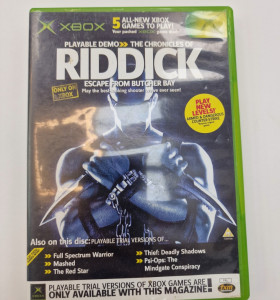 XBOX
5 ALL-NEW XBOX
GAMES TO PLAY!
PLAYABLE DEMO>> THE CHRONICLES OF
RIDDICK
ESCAPE FROM BUTCHER BAY
ONLY ON
XBOX
Play the best-looking shooter we've ever seen!
PLAY
NEW
LEVELS!
Also on this disc: PLAYABLE TRIAL VERSIONS OF...
>> Full Spectrum Warrior
>> Mashed
>> The Red Star
>> Thief: Deadly Shadows
>> Psi-Ops: The
Mindgate Conspiracy
PLAYABLE TRIAL VERSIONS OF XBOX GAMES ARE
ONLY AVAILABLE WITH THIS MAGAZINE